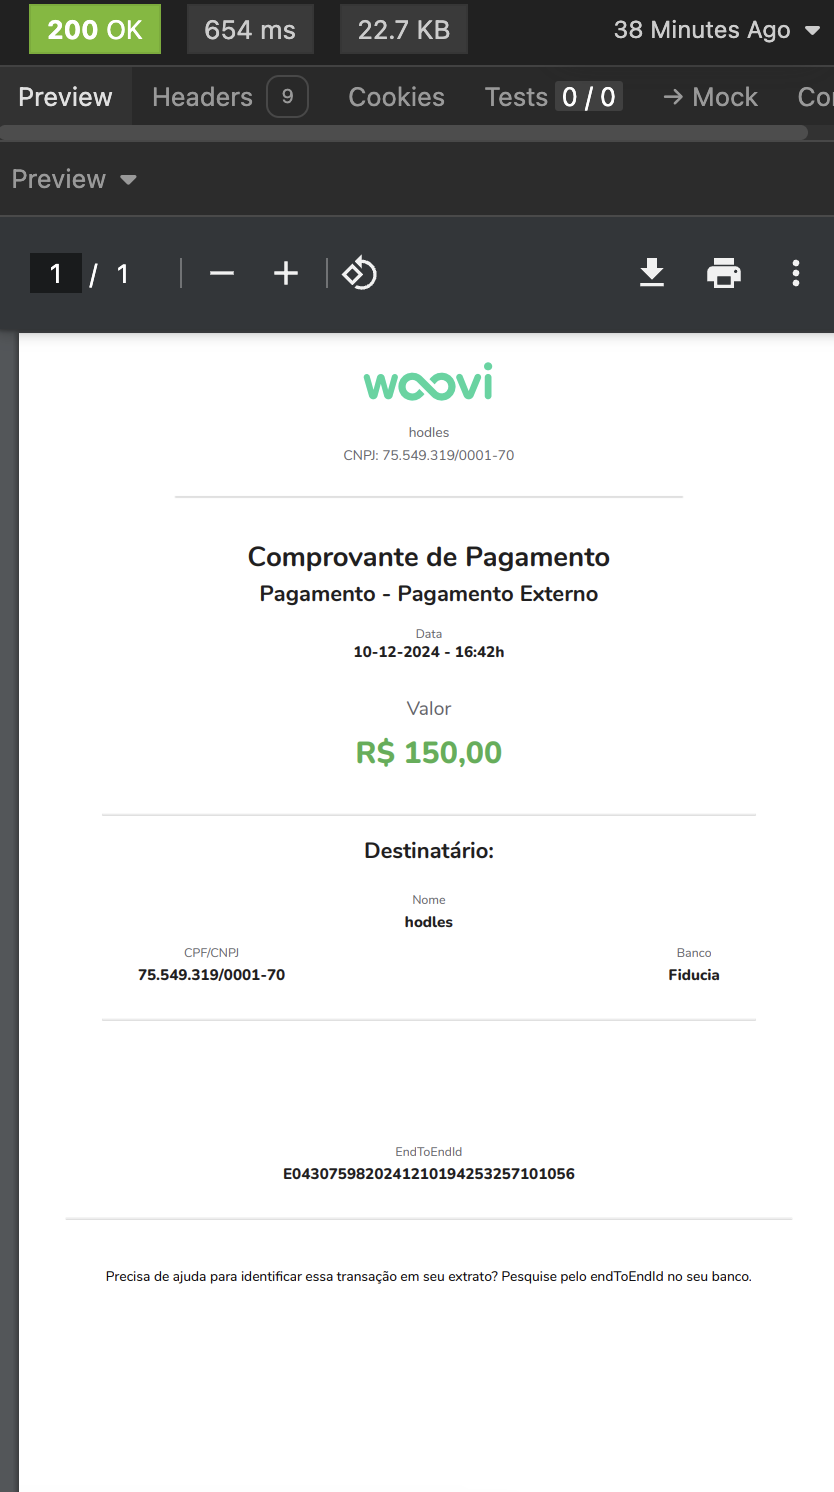 200 OK 654 ms 22.7 KB 38 Minutes Ago
Preview Headers 9 Cookies Tests 0 / 0 → Mock Co
Preview
1 / 1
woovi
hodles
CNPJ: 75.549.319/0001-70
Comprovante de Pagamento
Pagamento - Pagamento Externo
Data
10-12-2024 - 16:42h
Valor
R$ 150,00
Destinatário:
Nome
hodles
CPF/CNPJ Banco
75.549.319/0001-70 Fiducia
EndToEndId
E0430759820241210194253257101056
Precisa de ajuda para identificar essa transação em seu extrato? Pesquise pelo endToEndId no seu banco.